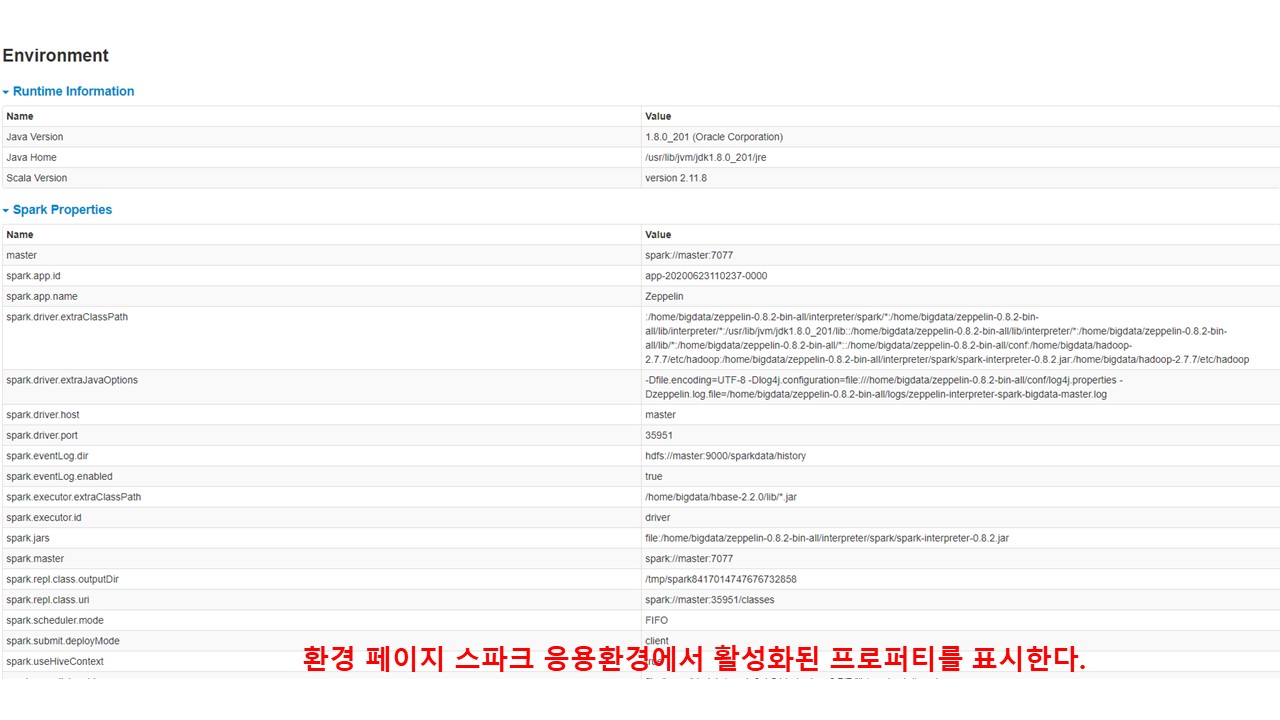 Environment
Runtime Information
Name Value
Java Version 1.8.0_201 (Oracle Corporation)
Java Home /usr/lib/jvm/jdk1.8.0_201/jre
Scala Version version 2.11.8
Spark Properties
Name Value
master spark://master:7077
spark.app.id app-20200623110237-0000
spark.app.name Zeppelin
spark.driver.extraClassPath :/home/bigdata/zeppelin-0.8.2-bin-all/interpreter/spark/*:/home/bigdata/zeppelin-0.8.2-bin-
all/lib/interpreter/*:/usr/lib/jvm/jdk1.8.0_201/lib::/home/bigdata/zeppelin-0.8.2-bin-all/lib/interpreter/*:/home/bigdata/zeppelin-0.8.2-bin-
all/lib/*:/home/bigdata/zeppelin-0.8.2-bin-all/*::/home/bigdata/zeppelin-0.8.2-bin-all/conf:/home/bigdata/hadoop-
2.7.7/etc/hadoop:/home/bigdata/zeppelin-0.8.2-bin-all/interpreter/spark/spark-interpreter-0.8.2.jar:/home/bigdata/hadoop-2.7.7/etc/hadoop
spark.driver.extraJavaOptions -Dfile.encoding=UTF-8 -Dlog4j.configuration=file:///home/bigdata/zeppelin-0.8.2-bin-all/conf/log4j.properties -
Dzeppelin.log.file=/home/bigdata/zeppelin-0.8.2-bin-all/logs/zeppelin-interpreter-spark-bigdata-master.log
spark.driver.host master
spark.driver.port 35951
spark.eventLog.dir hdfs://master:9000/sparkdata/history
spark.eventLog.enabled true
spark.executor.extraClassPath /home/bigdata/hbase-2.2.0/lib/*.jar
spark.executor.id driver
spark.jars file:/home/bigdata/zeppelin-0.8.2-bin-all/interpreter/spark/spark-interpreter-0.8.2.jar
spark.master spark://master:7077
spark.repl.class.outputDir /tmp/spark8417014747676732858
spark.repl.class.uri spark://master:35951/classes
spark.scheduler.mode FIFO
spark.submit.deployMode client
spark.useHiveContext
환경 페이지 스파크 응용환경에서 활성화된 프로퍼티를 표시한다.